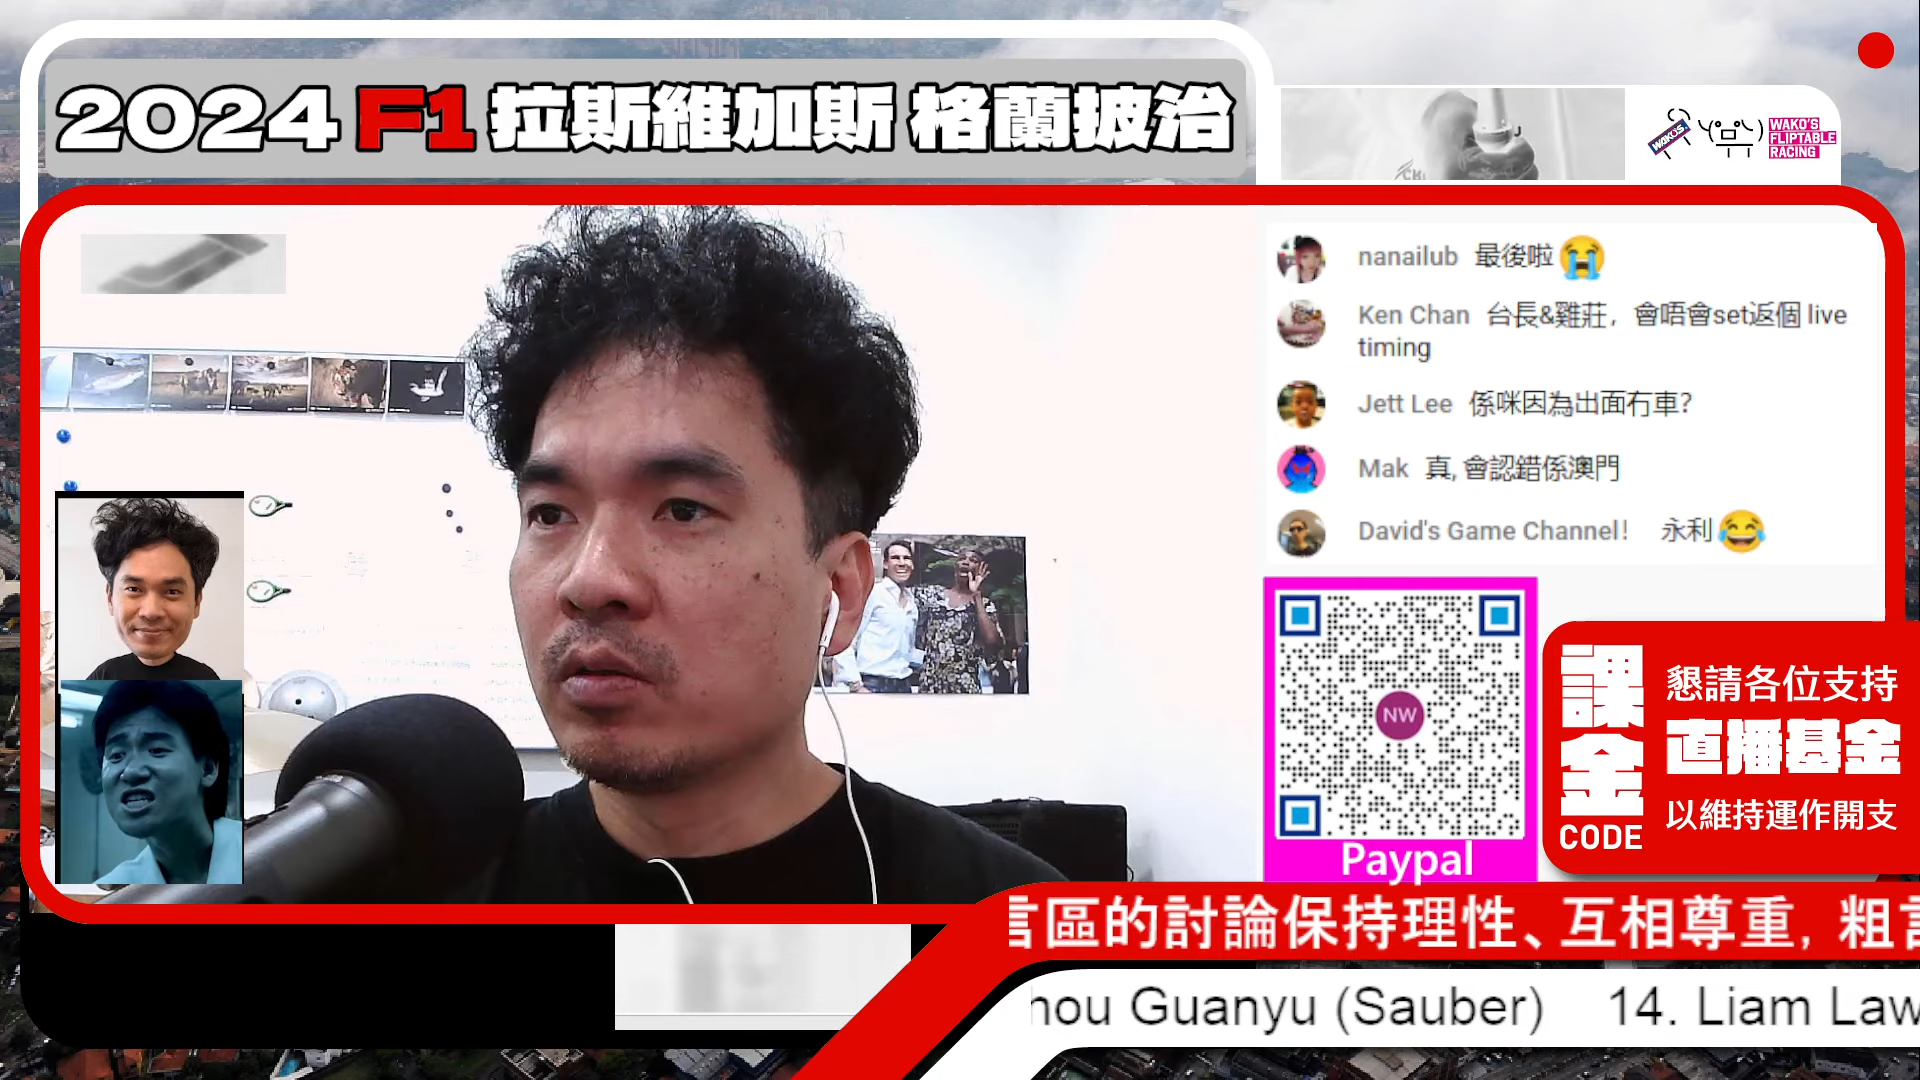 2024 F1 拉斯維加斯 格蘭披治
WAKO'S
WAKO'S
FLIPTABLE
RACING
nanailub 最後啦😭
Ken Chan 台長&雞莊，會唔會set返個 live
timing
Jett Lee 係咪因為出面冇車？
Mak 真, 會認錯係澳門
David's Game Channel! 永利😂
NW
Paypal
課金
CODE
懇請各位支持
直播基金
以維持運作開支
言區的討論保持理性、互相尊重，粗言
hou Guanyu (Sauber) 14. Liam Law